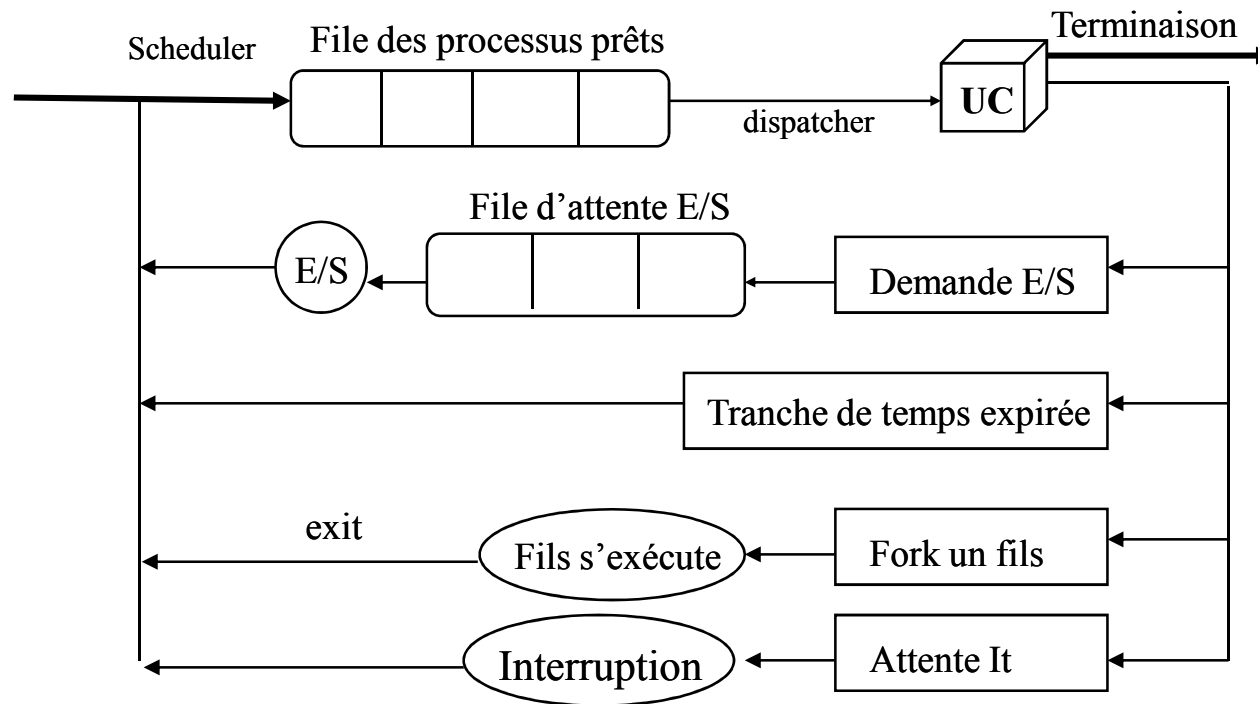 Scheduler
File des processus prêts
Terminaison
UC
dispatcher
File d'attente E/S
E/S
Demande E/S
Tranche de temps expirée
exit
Fils s'exécute
Fork un fils
Interruption
Attente It